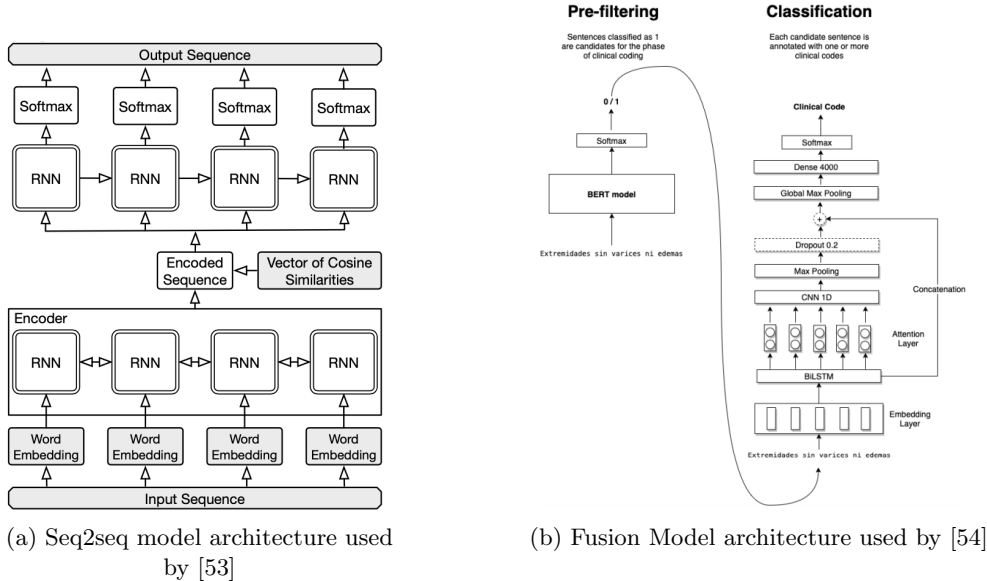 Output Sequence
Softmax
Softmax
Softmax
Softmax
RNN
RNN
RNN
RNN
Encoded
Sequence
Vector of Cosine
Similarities
Encoder
RNN
RNN
RNN
RNN
Word
Embedding
Word
Embedding
Word
Embedding
Word
Embedding
Input Sequence
(a) Seq2seq model architecture used
by [53]
Pre-filtering
Sentences classified as 1
are candidates for the phase
of clinical coding
0 / 1
Softmax
BERT model
Extremidades sin varices ni edemas
Classification
Each candidate sentence is
annotated with one or more
clinical codes
Clinical Code
Softmax
Dense 4000
Global Max Pooling
+
Dropout 0.2
Max Pooling
CNN 1D
Concatenation
Attention
Layer
BiLSTM
Embedding
Layer
Extremidades sin varices ni edemas
(b) Fusion Model architecture used by [54]